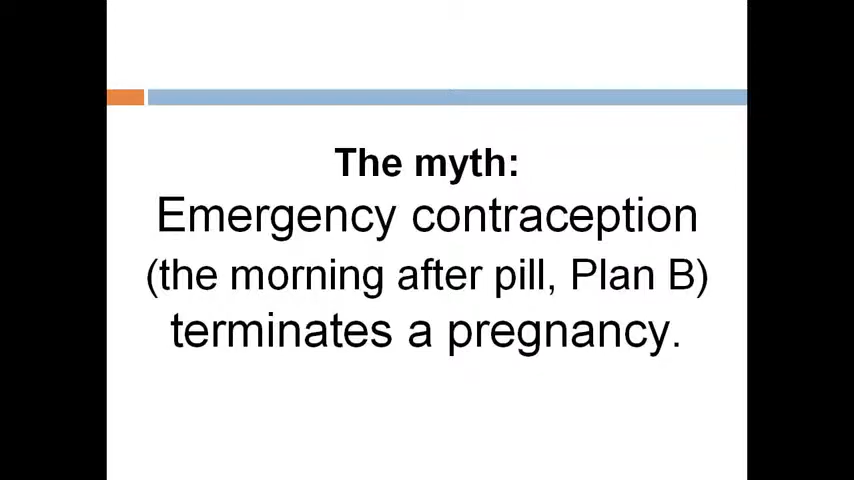 The myth:
Emergency contraception
(the morning after pill, Plan B)
terminates a pregnancy.